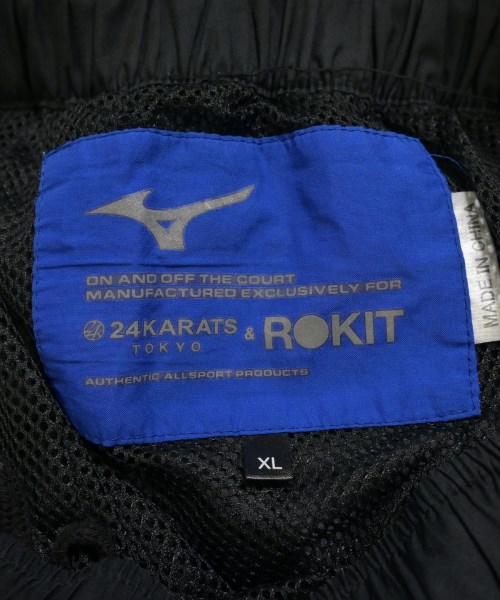 ON AND OFF THE COURT
MANUFACTURED EXCLUSIVELY FOR
24KARATS
TOKYO
& ROKIT
AUTHENTIC ALLSPORT PRODUCTS
MADE IN CHINA
XL